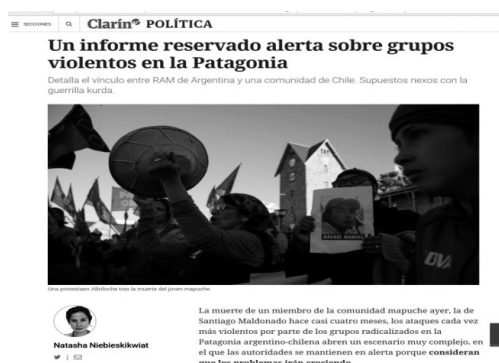 SECCIONES
Clarín POLÍTICA
Un informe reservado alerta sobre grupos
violentos en la Patagonia
Detalla el vínculo entre RAM de Argentina y una comunidad de Chile. Supuestos nexos con la
guerrilla kurda.
RAFAEL NAHUEL
Una protestaen ABriloche tras la muerte del joven mapuche.
La muerte de un miembro de la comunidad mapuche ayer, la de
Santiago Maldonado hace casi cuatro meses, los ataques cada vez
más violentos por parte de los grupos radicalizados en la
Patagonia argentino-chilena abren un escenario muy complejo, en
el que las autoridades se mantienen en alerta porque consideran
que los problemas irán creciendo
Natasha Niebieskikwiat